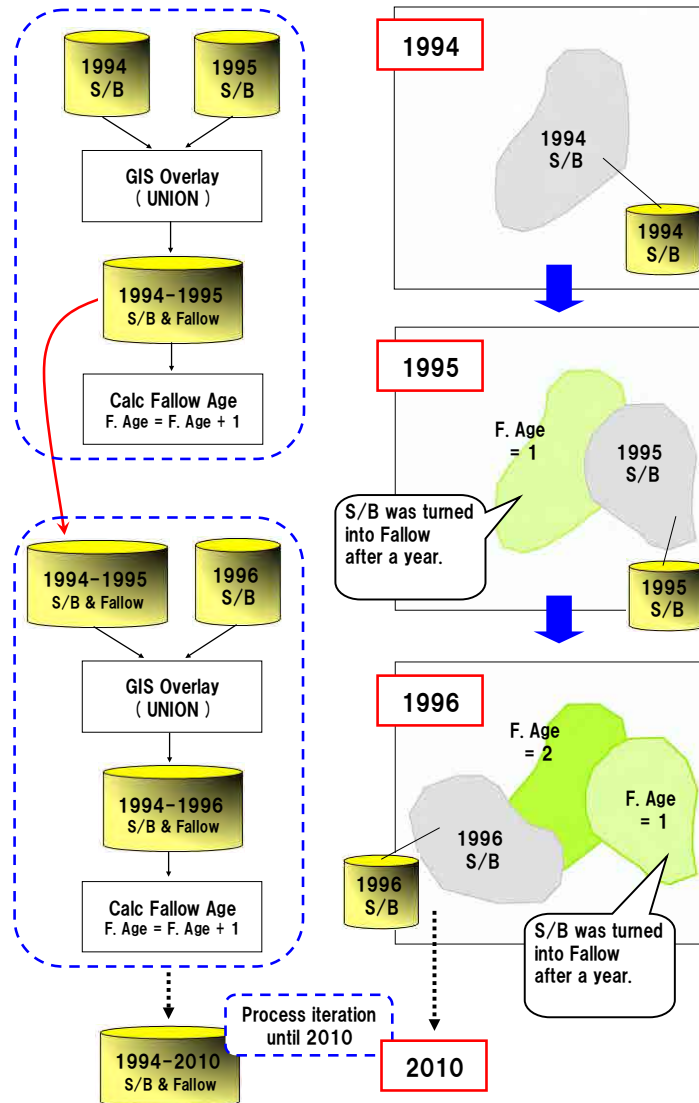 1994
S/B
1995
S/B
GIS Overlay
( UNION )
1994-1995
S/B & Fallow
Calc Fallow Age
F. Age = F. Age + 1
1994-1995
S/B & Fallow
1996
S/B
GIS Overlay
( UNION )
1994-1996
S/B & Fallow
Calc Fallow Age
F. Age = F. Age + 1
1994-2010
S/B & Fallow
Process iteration
until 2010
1994
1994
S/B
1994
S/B
1995
F. Age
= 1
1995
S/B
S/B was turned
into Fallow
after a year.
1995
S/B
1996
F. Age
= 2
F. Age
= 1
1996
S/B
1996
S/B
S/B was turned
into Fallow
after a year.
2010